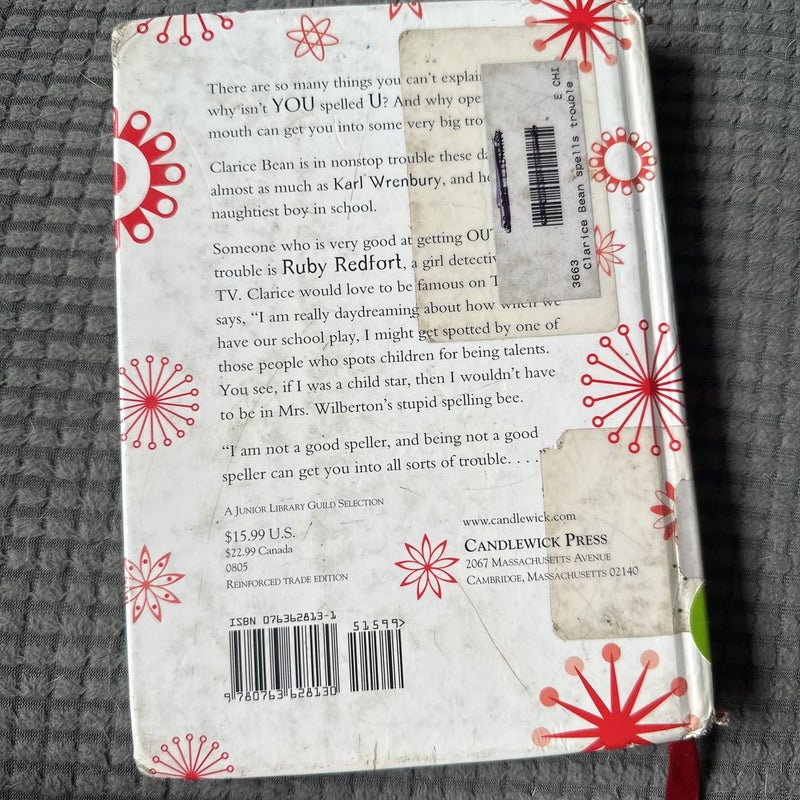 There are so many things you can't explai
why isn't YOU spelled U? And why ope
mouth can get you into some very big tro
Clarice Bean is in nonstop trouble these da
almost as much as Karl Wrenbury, and he
naughtiest boy in school.
Someone who is very good at getting OUT
trouble is Ruby Redfort, a girl detectiv
TV. Clarice would love to be famous on T
says, "I am really daydreaming about how when we
have our school play, I might get spotted by one of
those people who spots children for being talents.
You see, if I was a child star, then I wouldn't have
to be in Mrs. Wilberton's stupid spelling bee.
"I am not a good speller, and being not a good
speller can get you into all sorts of trouble. . . .
A Junior Library Guild Selection
$15.99 U.S.
$22.99 Canada
0805
Reinforced trade edition
www.candlewick.com
Candlewick Press
2067 Massachusetts Avenue
Cambridge, Massachusetts 02140
ISBN 076362813-1
51599>
9 780763 628130
E CHI
3663
Clarice Bean spells trouble